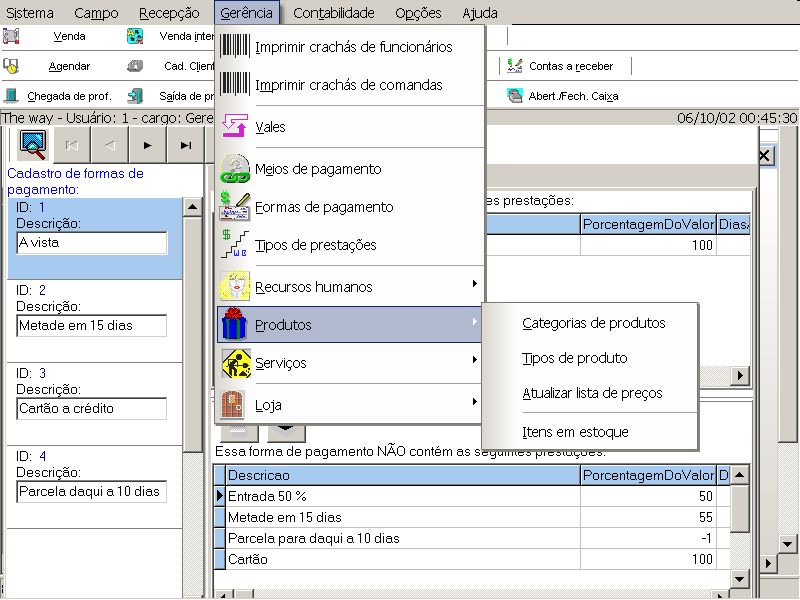 Sistema Campo Recepção Gerência Contabilidade Opções Ajuda
Venda Venda
Agendar Cad. Contas a receber
Chegada de prof. Saída de Abert./Fech. Caixa
The way - Usuário: 1 - cargo: Gere 06/10/02 00:45:30
Imprimir crachás de funcionários
Imprimir crachás de comandas
Vales
Meios de pagamento
Formas de pagamento
Tipos de prestações
Recursos humanos
Produtos
Serviços
Loja
Categorias de produtos
Tipos de produto
Atualizar lista de preços
Itens em estoque
Cadastro de formas de
pagamento:
ID: 1
Descrição:
A vista
ID: 2
Descrição:
Metade em 15 dias
ID: 3
Descrição:
Cartão a crédito
ID: 4
Descrição:
Parcela daqui a 10 dias
es prestações:
PorcentagemDoValor Dias
100
Essa forma de pagamento NÃO contém as seguintes prestações:
Descricao PorcentagemDoValor D
Entrada 50 % 50
Metade em 15 dias 55
Parcela para daqui a 10 dias -1
Cartão 100